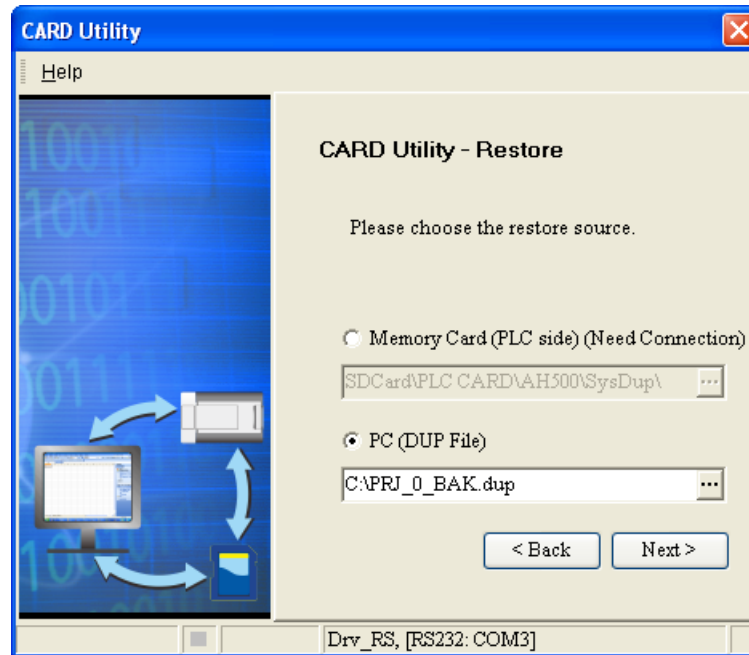 CARD Utility
Help
CARD Utility - Restore
Please choose the restore source.
Memory Card (PLC side) (Need Connection)
SDCard\PLC CARD\AH500\SysDup\ ...
PC (DUP File)
C:\PRJ_0_BAK.dup ...
< Back Next >
Drv_RS, [RS232: COM3]